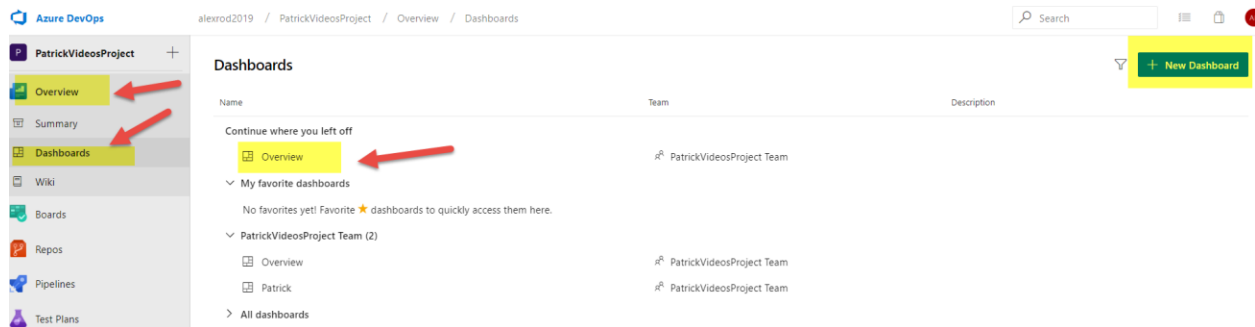 Azure DevOps
alexrod2019 / PatrickVideosProject / Overview / Dashboards
Search
P PatrickVideosProject +
Overview
Summary
Dashboards
Wiki
Boards
Repos
Pipelines
Test Plans
Dashboards
+ New Dashboard
Name Team Description
Continue where you left off
Overview PatrickVideosProject Team
My favorite dashboards
No favorites yet! Favorite ★ dashboards to quickly access them here.
PatrickVideosProject Team (2)
Overview PatrickVideosProject Team
Patrick PatrickVideosProject Team
All dashboards